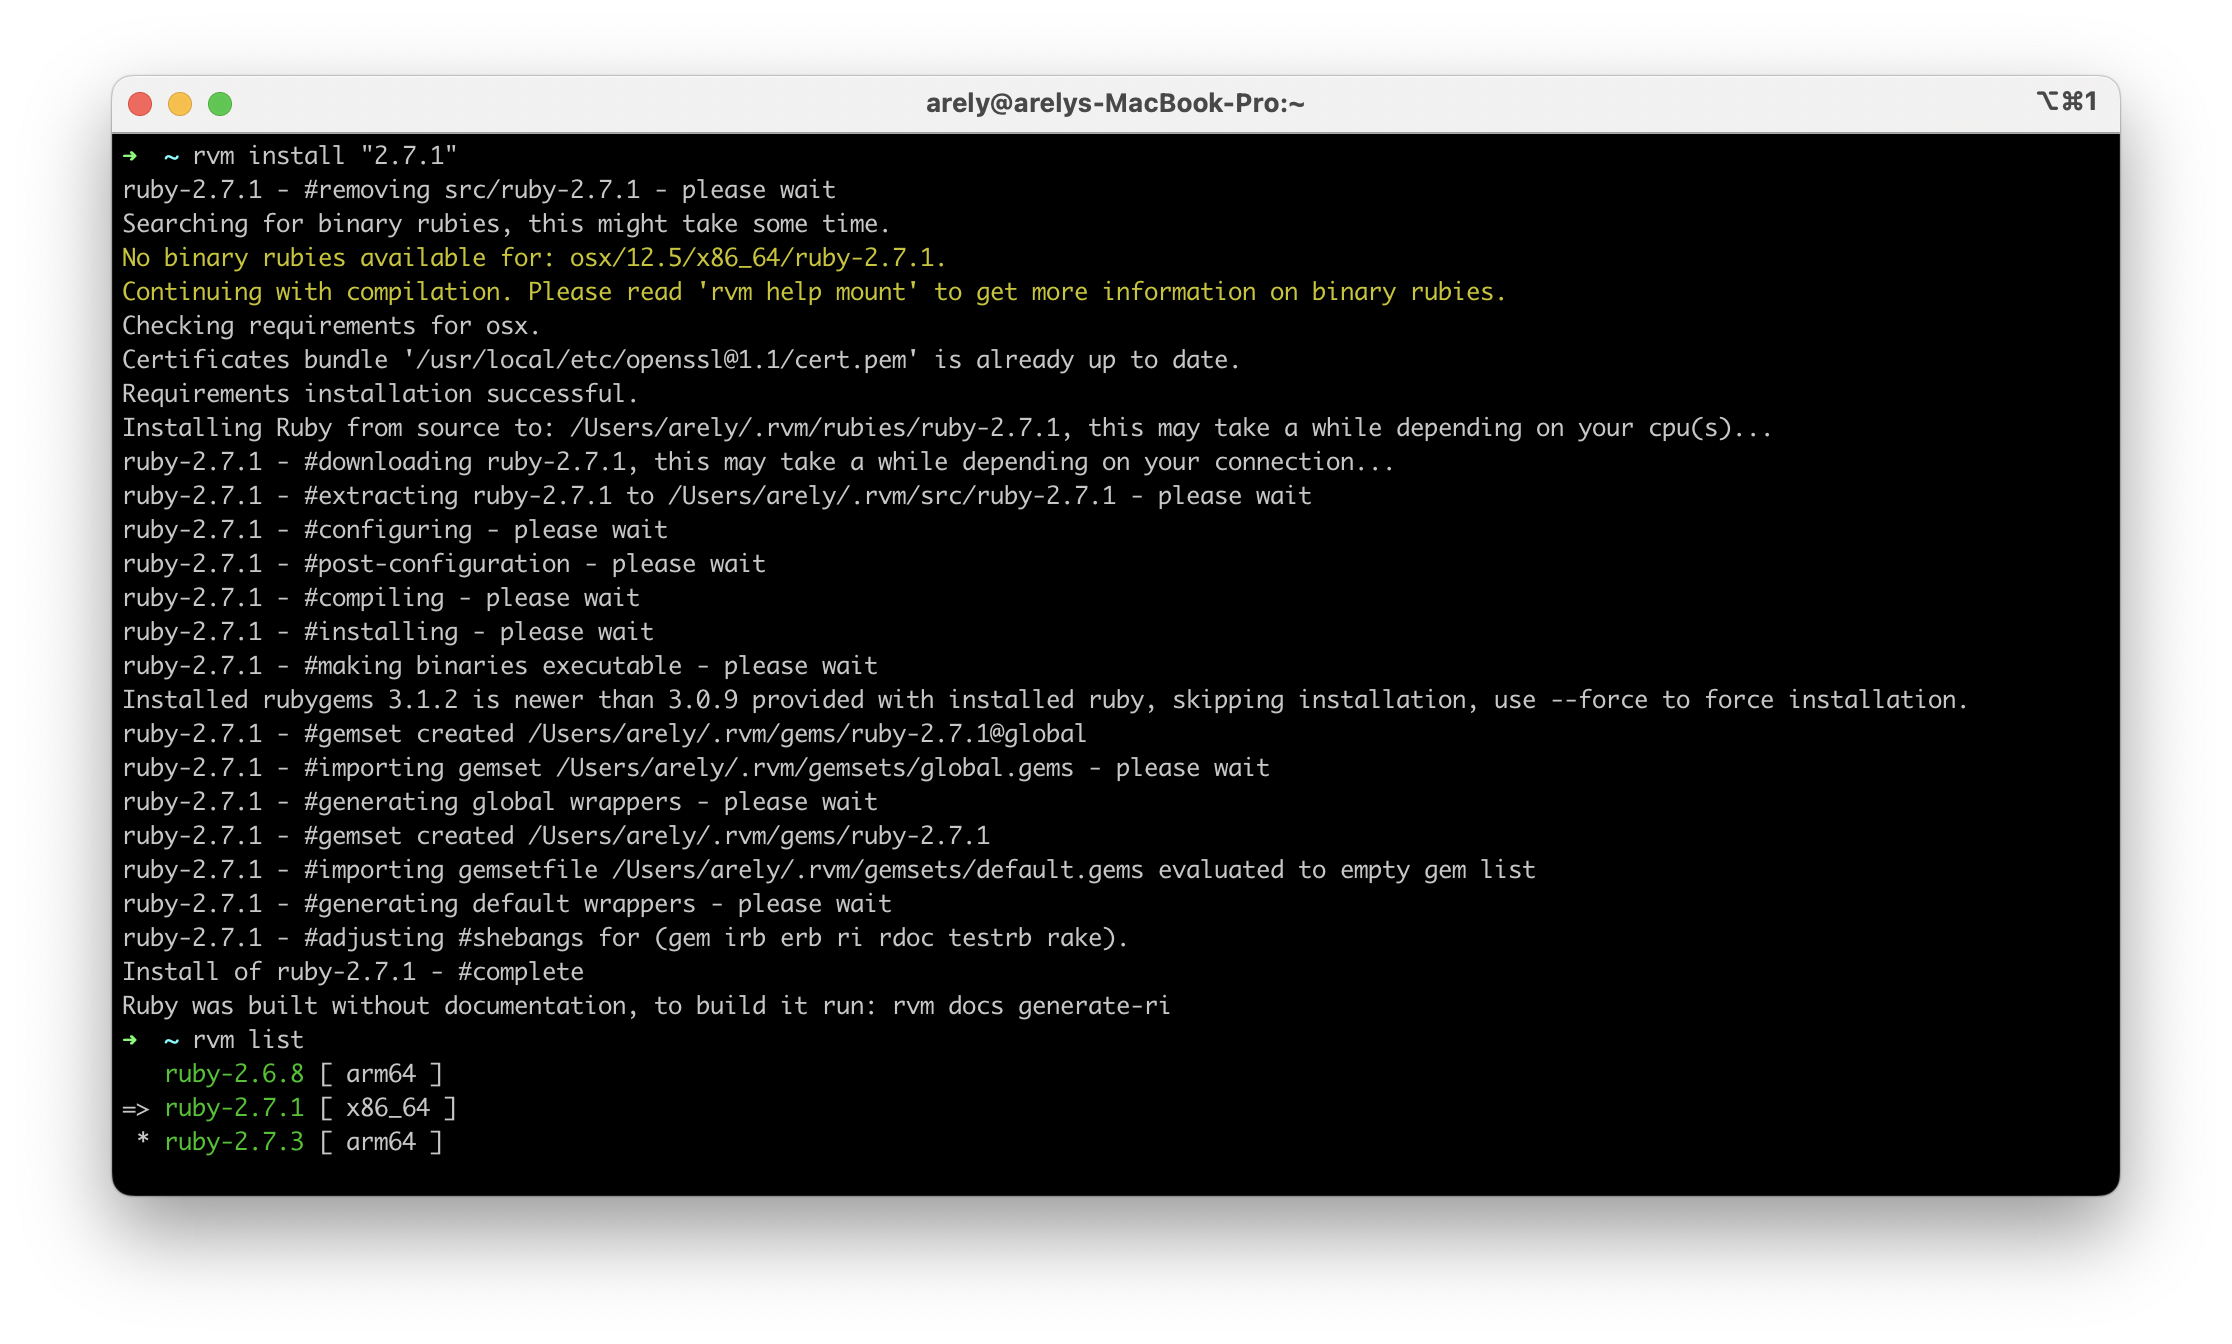 arely@arelys-MacBook-Pro:~ ⌥⌘1
➜  ~ rvm install "2.7.1"
ruby-2.7.1 - #removing src/ruby-2.7.1 - please wait
Searching for binary rubies, this might take some time.
No binary rubies available for: osx/12.5/x86_64/ruby-2.7.1.
Continuing with compilation. Please read 'rvm help mount' to get more information on binary rubies.
Checking requirements for osx.
Certificates bundle '/usr/local/etc/openssl@1.1/cert.pem' is already up to date.
Requirements installation successful.
Installing Ruby from source to: /Users/arely/.rvm/rubies/ruby-2.7.1, this may take a while depending on your cpu(s)...
ruby-2.7.1 - #downloading ruby-2.7.1, this may take a while depending on your connection...
ruby-2.7.1 - #extracting ruby-2.7.1 to /Users/arely/.rvm/src/ruby-2.7.1 - please wait
ruby-2.7.1 - #configuring - please wait
ruby-2.7.1 - #post-configuration - please wait
ruby-2.7.1 - #compiling - please wait
ruby-2.7.1 - #installing - please wait
ruby-2.7.1 - #making binaries executable - please wait
Installed rubygems 3.1.2 is newer than 3.0.9 provided with installed ruby, skipping installation, use --force to force installation.
ruby-2.7.1 - #gemset created /Users/arely/.rvm/gems/ruby-2.7.1@global
ruby-2.7.1 - #importing gemset /Users/arely/.rvm/gemsets/global.gems - please wait
ruby-2.7.1 - #generating global wrappers - please wait
ruby-2.7.1 - #gemset created /Users/arely/.rvm/gems/ruby-2.7.1
ruby-2.7.1 - #importing gemsetfile /Users/arely/.rvm/gemsets/default.gems evaluated to empty gem list
ruby-2.7.1 - #generating default wrappers - please wait
ruby-2.7.1 - #adjusting #shebangs for (gem irb erb ri rdoc testrb rake).
Install of ruby-2.7.1 - #complete
Ruby was built without documentation, to build it run: rvm docs generate-ri
➜  ~ rvm list
   ruby-2.6.8 [ arm64 ]
=> ruby-2.7.1 [ x86_64 ]
 * ruby-2.7.3 [ arm64 ]